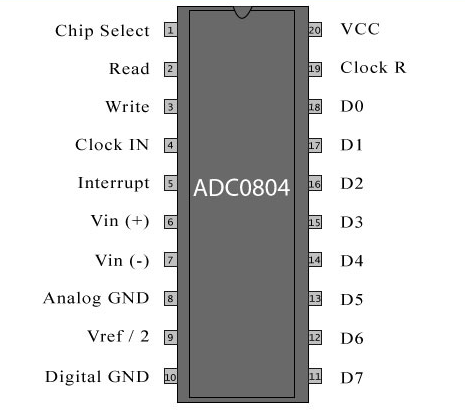 Chip Select 1
Read 2
Write 3
Clock IN 4
Interrupt 5
Vin (+) 6
Vin (-) 7
Analog GND 8
Vref / 2 9
Digital GND 10
ADC0804
20 VCC
19 Clock R
18 D0
17 D1
16 D2
15 D3
14 D4
13 D5
12 D6
11 D7